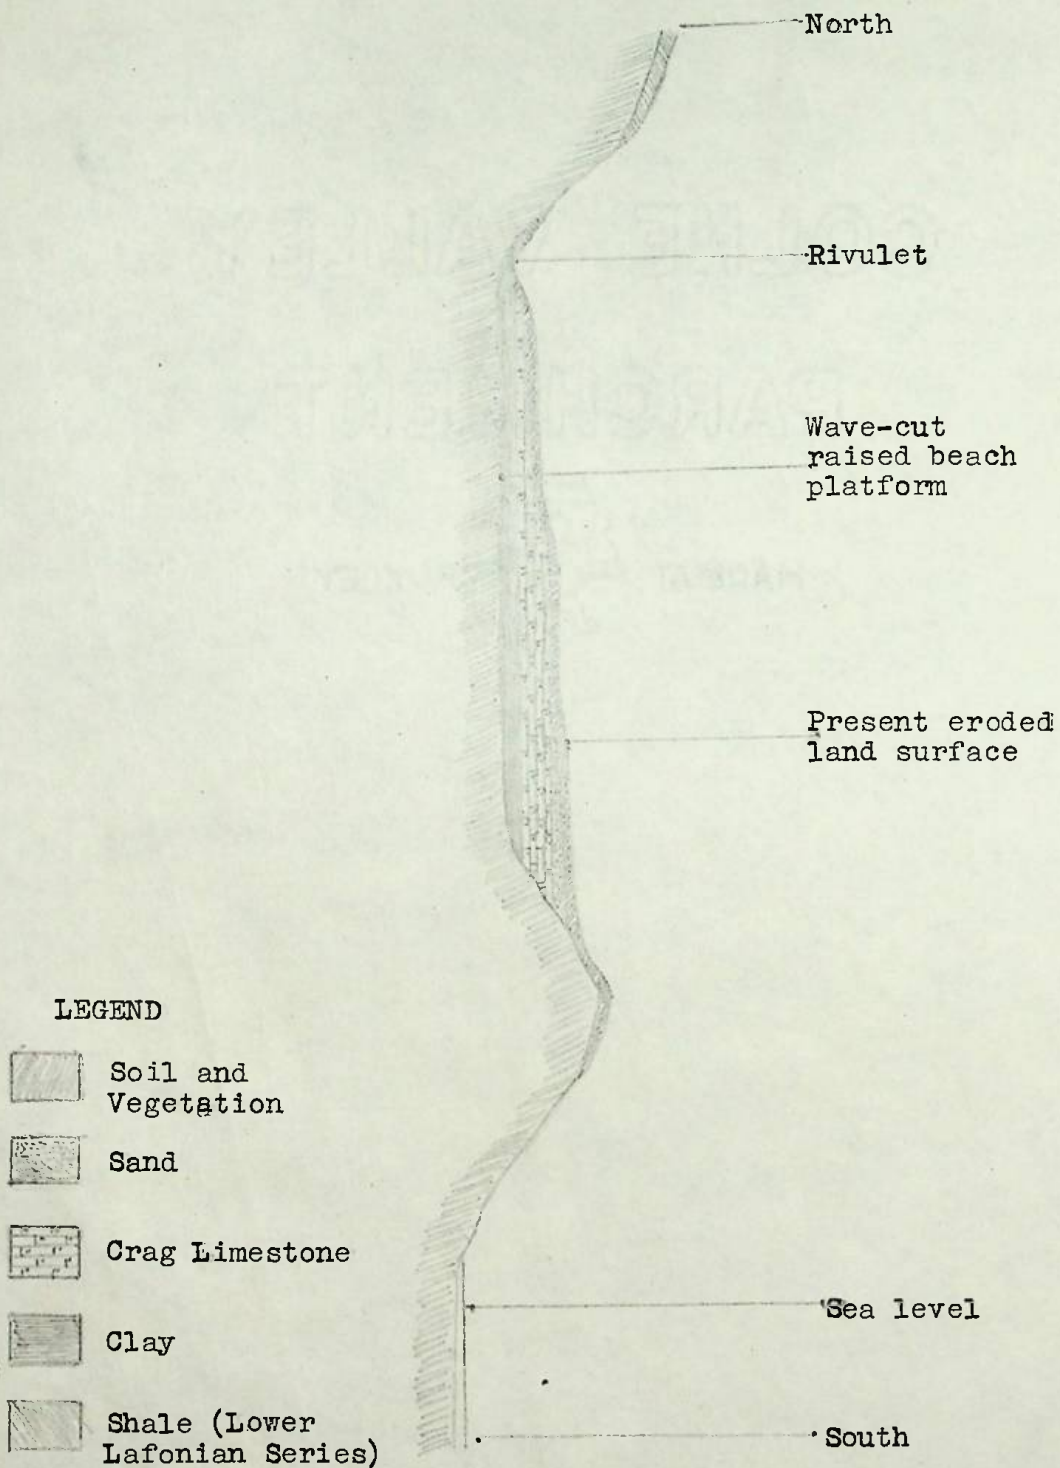 North
Rivulet
Wave-cut
raised beach
platform
Present eroded
land surface
LEGEND
Soil and
Vegetation
Sand
Crag Limestone
Clay
Shale (Lower
Lafonian Series)
Sea level
South